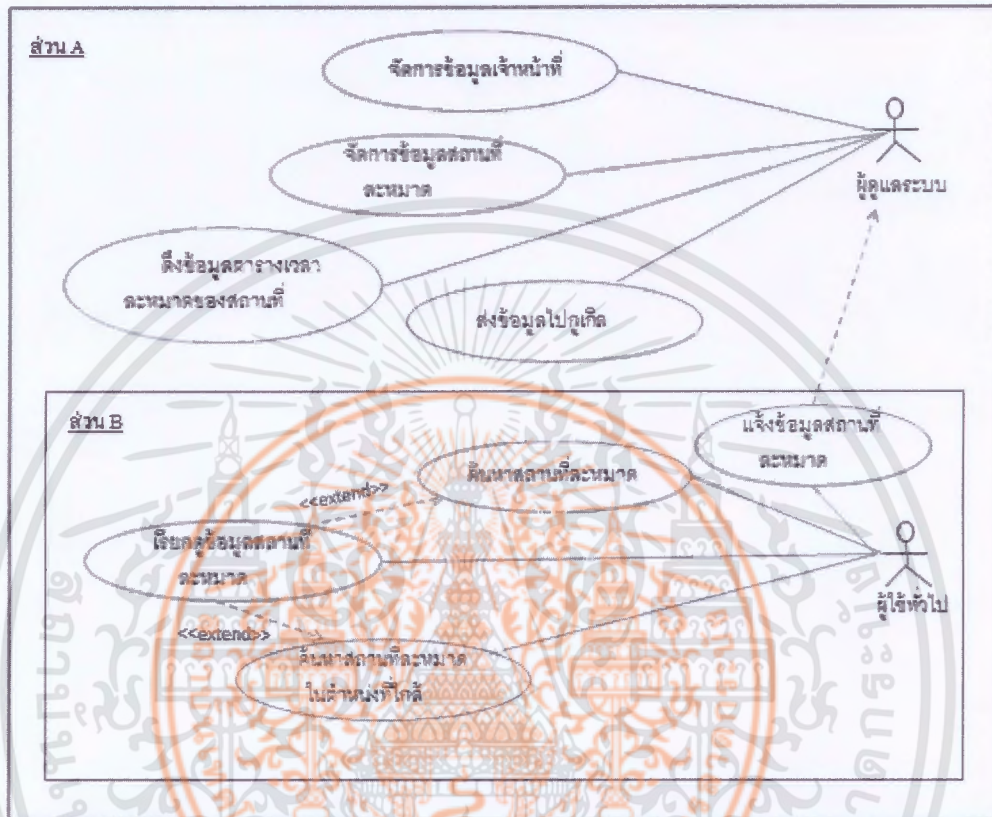 ส่วน A
จัดการข้อมูลเจ้าหน้าที่
จัดการข้อมูลสถานที่
ละหมาด
ผู้ดูแลระบบ
ดึงข้อมูลตารางเวลา
ละหมาดของสถานที่
ส่งข้อมูลไปกูเกิล
ส่วน B
แจ้งข้อมูลสถานที่
ละหมาด
ค้นหาสถานที่ละหมาด
<<extend>>
เรียกดูข้อมูลสถานที่
ละหมาด
ผู้ใช้ทั่วไป
<<extend>>
ค้นหาสถานที่ละหมาด
ในตำแหน่งที่ใกล้